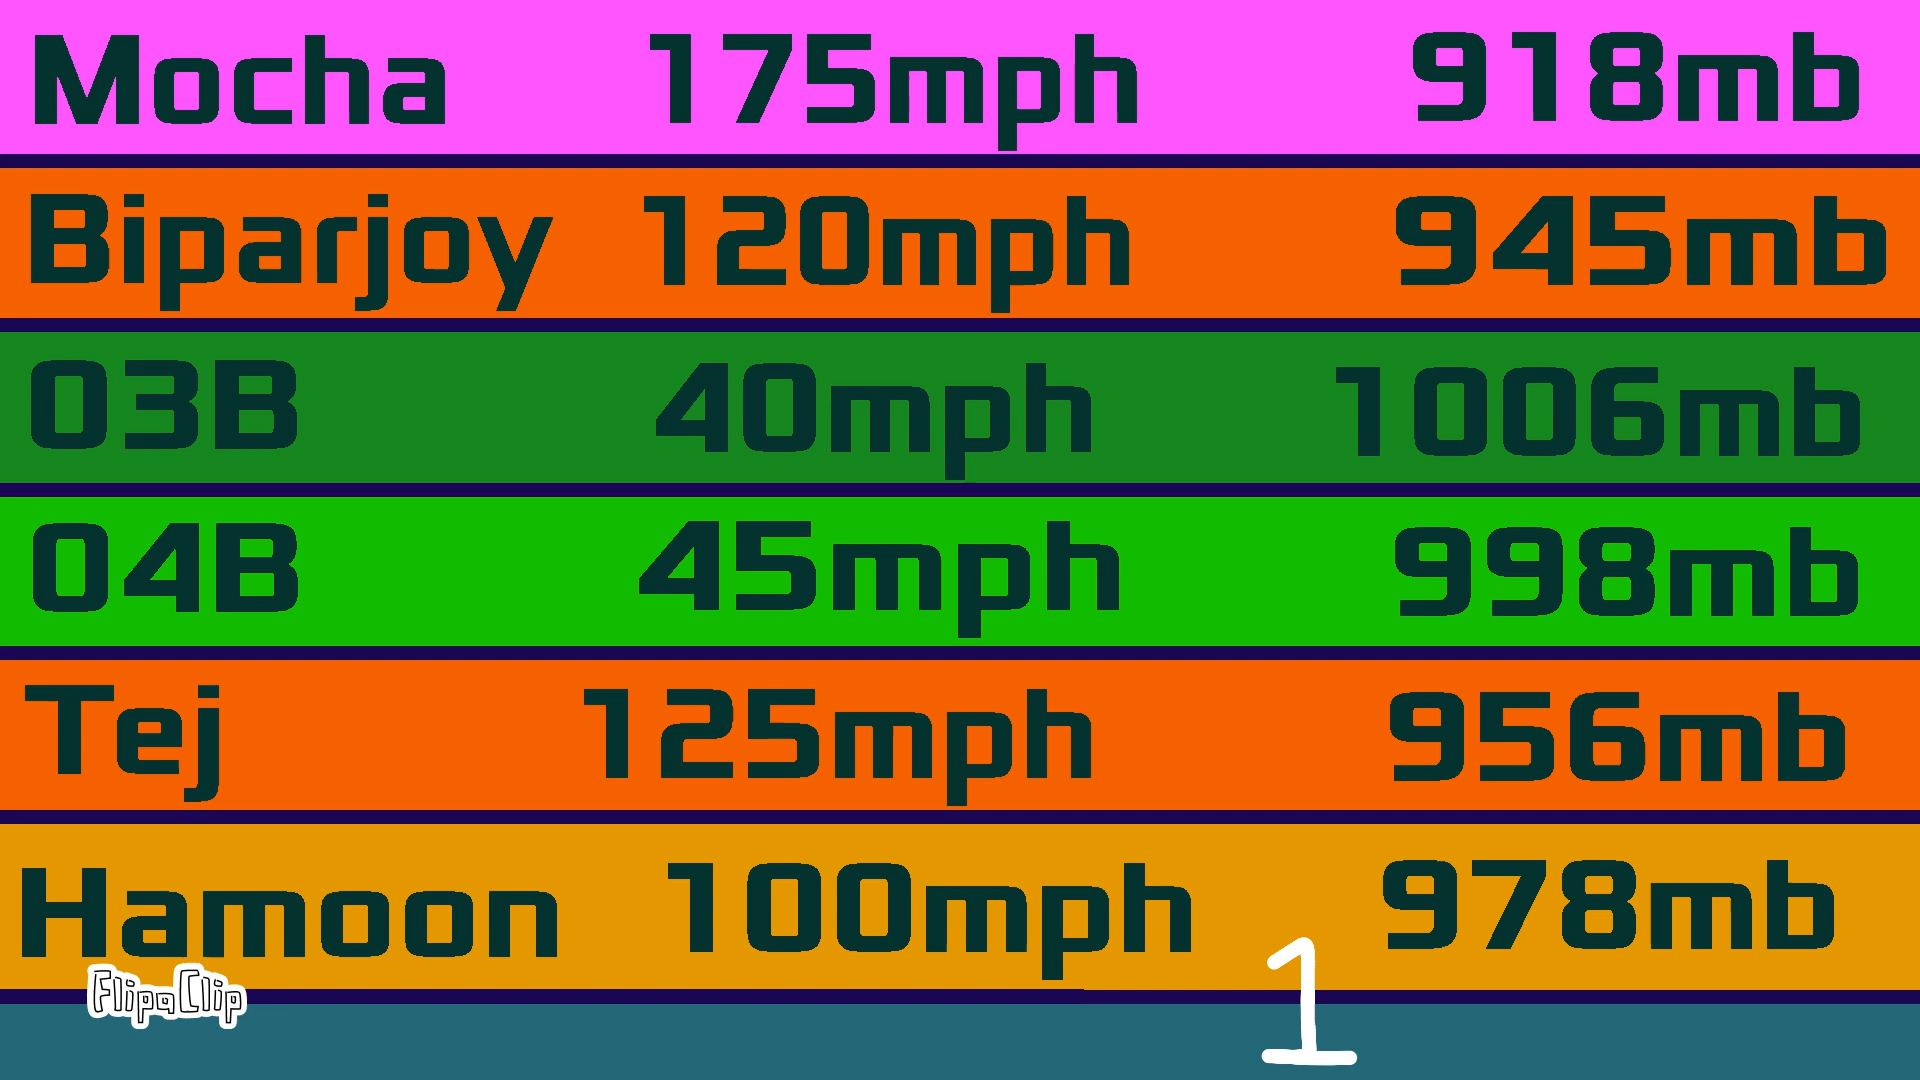 Mocha 175mph 918mb
Biparjoy 120mph 945mb
03B 40mph 1006mb
04B 45mph 998mb
Tej 125mph 956mb
Hamoon 100mph 978mb
1
FlipaClip